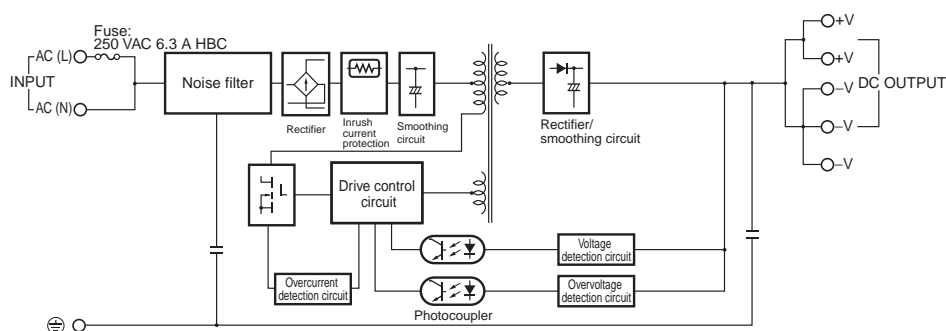 Fuse:
250 VAC 6.3 A HBC
AC (L)
INPUT
AC (N)
Noise filter
Rectifier
Inrush
current
protection
Smoothing
circuit
Rectifier/
smoothing circuit
+V
+V
DC OUTPUT
–V
–V
–V
Drive control
circuit
Overcurrent
detection circuit
Voltage
detection circuit
Overvoltage
detection circuit
Photocoupler